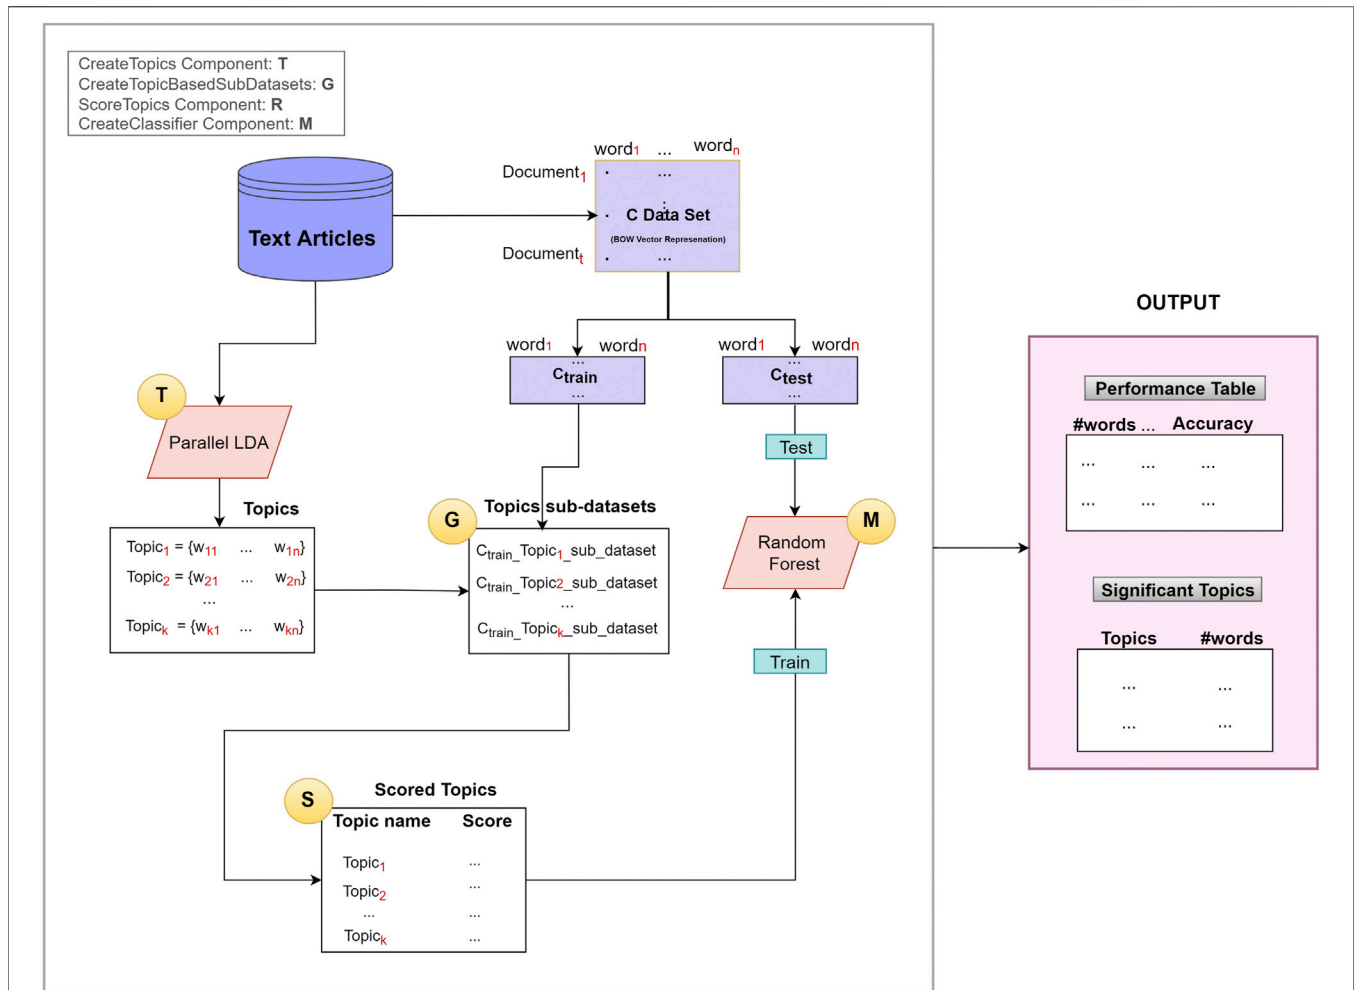 CreateTopics Component: T
CreateTopicBasedSubDatasets: G
ScoreTopics Component: R
CreateClassifier Component: M
word1 ... wordn
Document1 . ...
Text Articles
. :
C Data Set
(BOW Vector Represenation)
Documentt . ...
word1 wordn
...
Ctrain
...
word1 wordn
...
Ctest
...
T
Parallel LDA
Test
Topics
Topic1 = {w11 ... w1n}
Topic2 = {w21 ... w2n}
...
Topick = {wk1 ... wkn}
G
Topics sub-datasets
Ctrain_Topic1_sub_dataset
Ctrain_Topic2_sub_dataset
...
Ctrain_Topick_sub_dataset
M
Random
Forest
Train
S
Scored Topics
Topic name Score
Topic1 ...
Topic2 ...
... ...
Topick ...
OUTPUT
Performance Table
#words ... Accuracy
... ... ...
... ... ...
Significant Topics
Topics #words
... ...
... ...